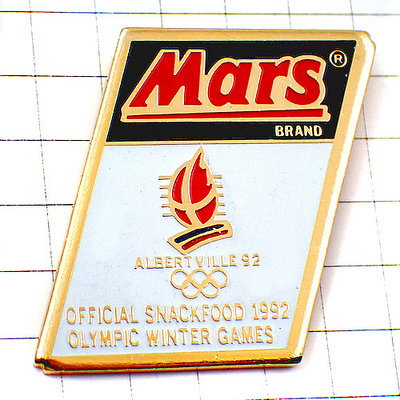 Mars®
BRAND
ALBERTVILLE 92
OFFICIAL SNACKFOOD 1992
OLYMPIC WINTER GAMES